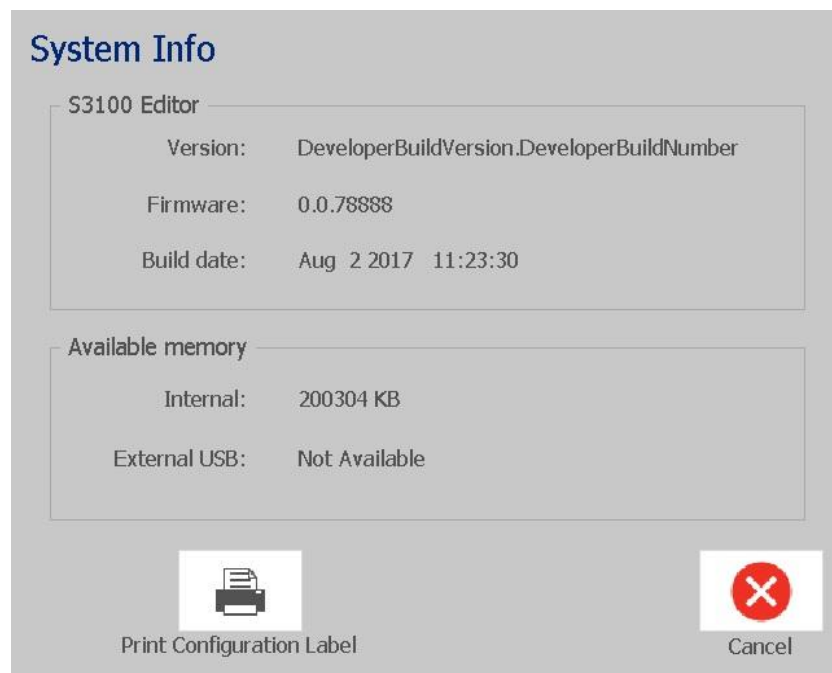 System Info
S3100 Editor
Version: DeveloperBuildVersion.DeveloperBuildNumber
Firmware: 0.0.78888
Build date: Aug 2 2017 11:23:30
Available memory
Internal: 200304 KB
External USB: Not Available
Print Configuration Label
Cancel